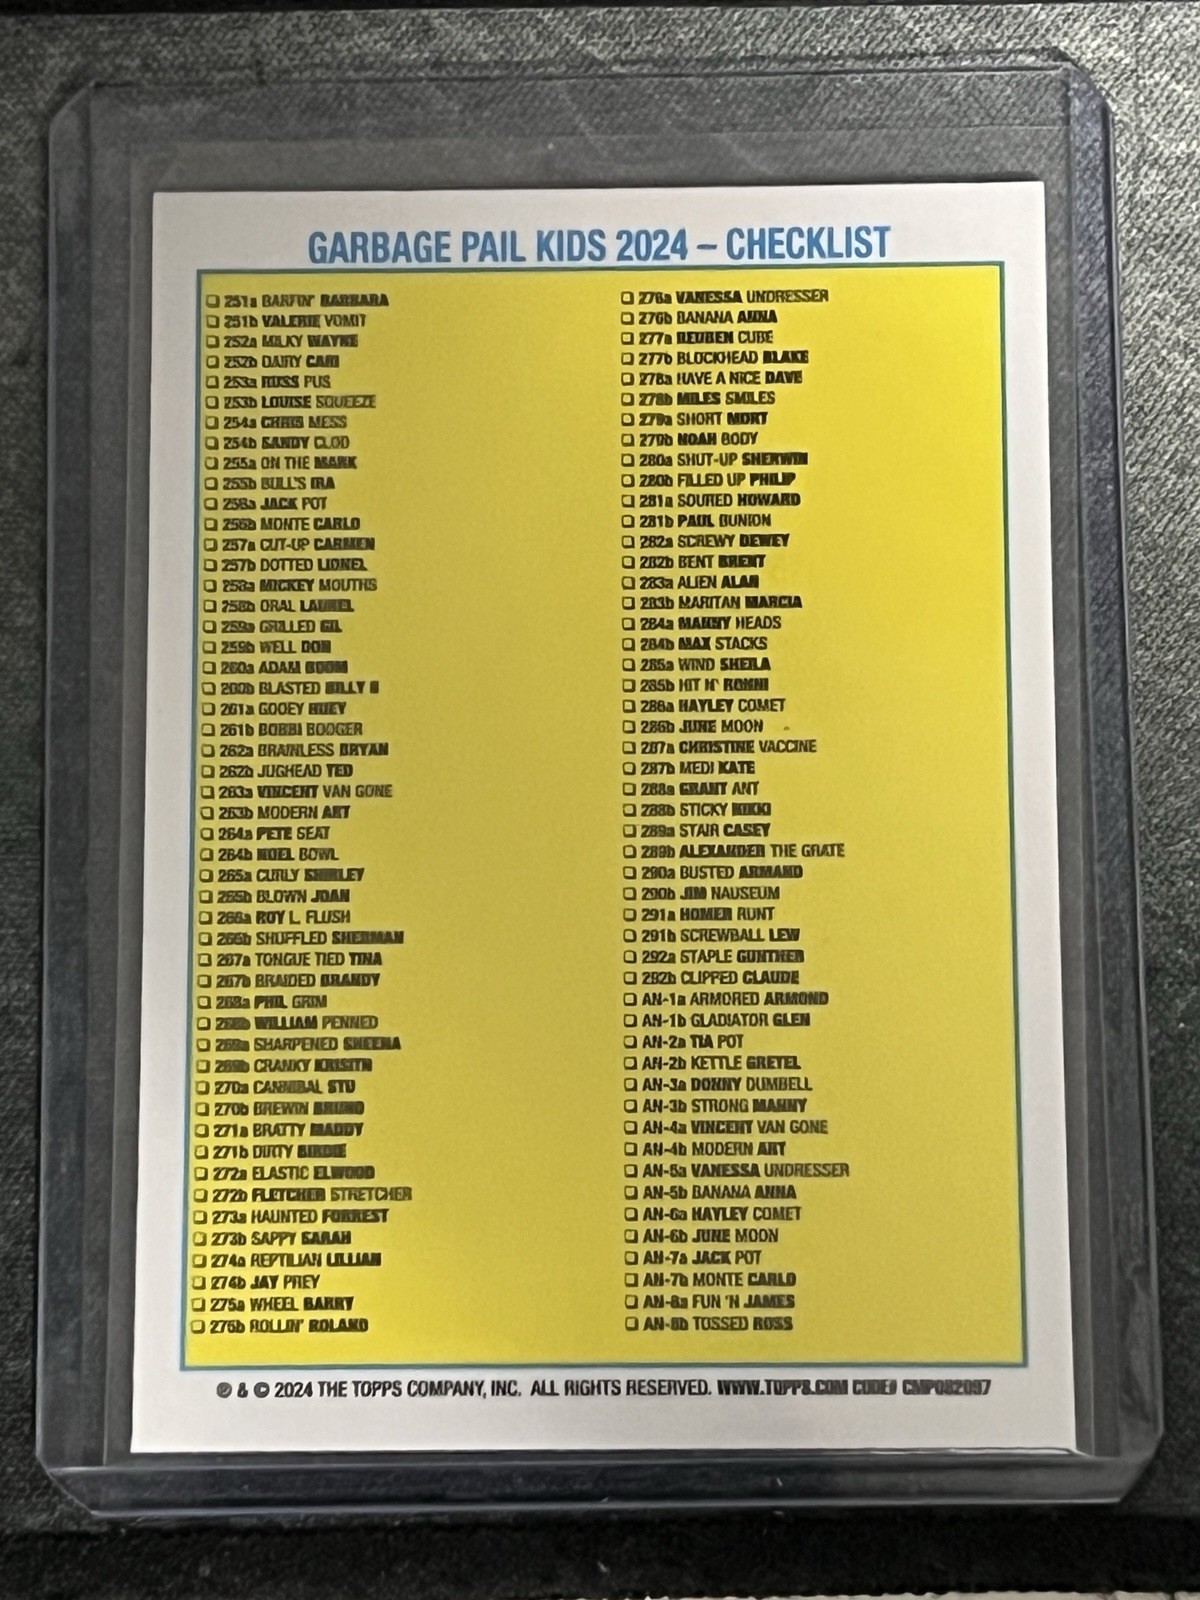 GARBAGE PAIL KIDS 2024 – CHECKLIST
251a BARFIN' BARBARA
251b VALERIE VOMIT
252a MILKY WAYNE
252b DAIRY CARI
253a RUSS PUS
253b LOUISE SQUEEZE
254a CHRIS MESS
254b SANDY CLOD
255a ON THE MARK
255b BULL'S IRA
256a JACK POT
256b MONTE CARLO
257a CUT-UP CARMEN
257b DOTTED LIONEL
258a MICKEY MOUTHS
258b ORAL LAUREL
259a GRILLED GIL
259b WELL DON
260a ADAM BOOM
260b BLASTED BILLY II
261a GOOEY HUEY
261b BOBBI BOOGER
262a BRAINLESS BRYAN
262b JUGHEAD TED
263a VINCENT VAN GONE
263b MODERN ART
264a PETE SEAT
264b NOEL BOWL
265a CURLY SHIRLEY
265b BLOWN JOAN
266a ROY L. FLUSH
266b SHUFFLED SHERMAN
267a TONGUE TIED TINA
267b BRAIDED BRANDY
268a PHIL GRIM
268b WILLIAM PENNED
269a SHARPENED SHEENA
269b CRANKY KRISTIN
270a CANNIBAL STU
270b BREWIN BRUNO
271a BRATTY MADDY
271b DIRTY BIRDIE
272a ELASTIC ELWOOD
272b FLETCHER STRETCHER
273a HAUNTED FORREST
273b SAPPY SARAH
274a REPTILIAN LILLIAN
274b JAY PREY
275a WHEEL BARRY
275b ROLLIN' ROLAND
276a VANESSA UNDRESSER
276b BANANA ANNA
277a REUBEN CUBE
277b BLOCKHEAD BLAKE
278a HAVE A NICE DAVE
278b MILES SMILES
279a SHORT MORT
279b NOAH BODY
280a SHUT-UP SHERWIN
280b FILLED UP PHILIP
281a SOURED HOWARD
281b PAUL BUNION
282a SCREWY DEWEY
282b BENT BRENT
283a ALIEN ALAN
283b MARITAN MARCIA
284a MANNY HEADS
284b MAX STACKS
285a WIND SHEILA
285b HIT N' RONNI
286a HAYLEY COMET
286b JUNE MOON
287a CHRISTINE VACCINE
287b MEDI KATE
288a GRANT ANT
288b STICKY NIKKI
289a STAIR CASEY
289b ALEXANDER THE GRATE
290a BUSTED ARMAND
290b JIM NAUSEUM
291a HOMER RUNT
291b SCREWBALL LEW
292a STAPLE GUNTHER
292b CLIPPED CLAUDE
AN-1a ARMORED ARMOND
AN-1b GLADIATOR GLEN
AN-2a TIA POT
AN-2b KETTLE GRETEL
AN-3a DONNY DUMBELL
AN-3b STRONG MANNY
AN-4a VINCENT VAN GONE
AN-4b MODERN ART
AN-5a VANESSA UNDRESSER
AN-5b BANANA ANNA
AN-6a HAYLEY COMET
AN-6b JUNE MOON
AN-7a JACK POT
AN-7b MONTE CARLO
AN-8a FUN 'N JAMES
AN-8b TOSSED ROSS
℗ & © 2024 THE TOPPS COMPANY, INC. ALL RIGHTS RESERVED. WWW.TOPPS.COM CODE# CMP082097